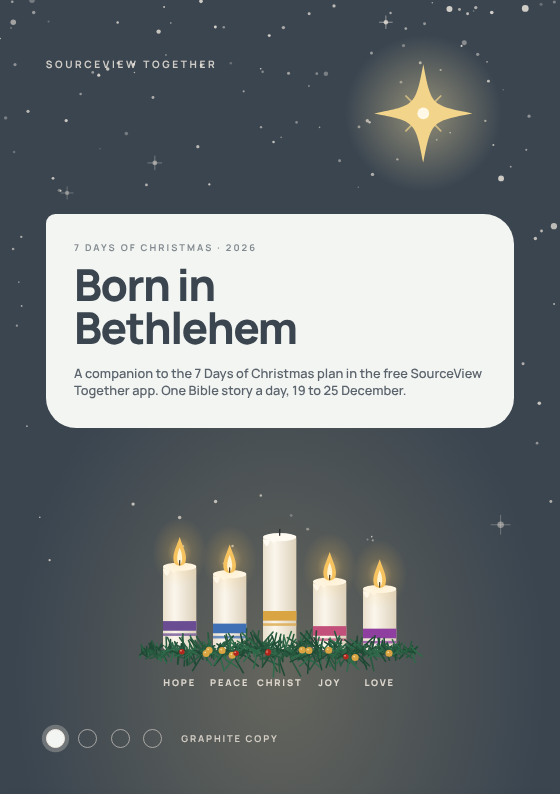 SOURCEVIEW TOGETHER
7 DAYS OF CHRISTMAS · 2026
Born in
Bethlehem
A companion to the 7 Days of Christmas plan in the free SourceView
Together app. One Bible story a day, 19 to 25 December.
HOPE PEACE CHRIST JOY LOVE
GRAPHITE COPY